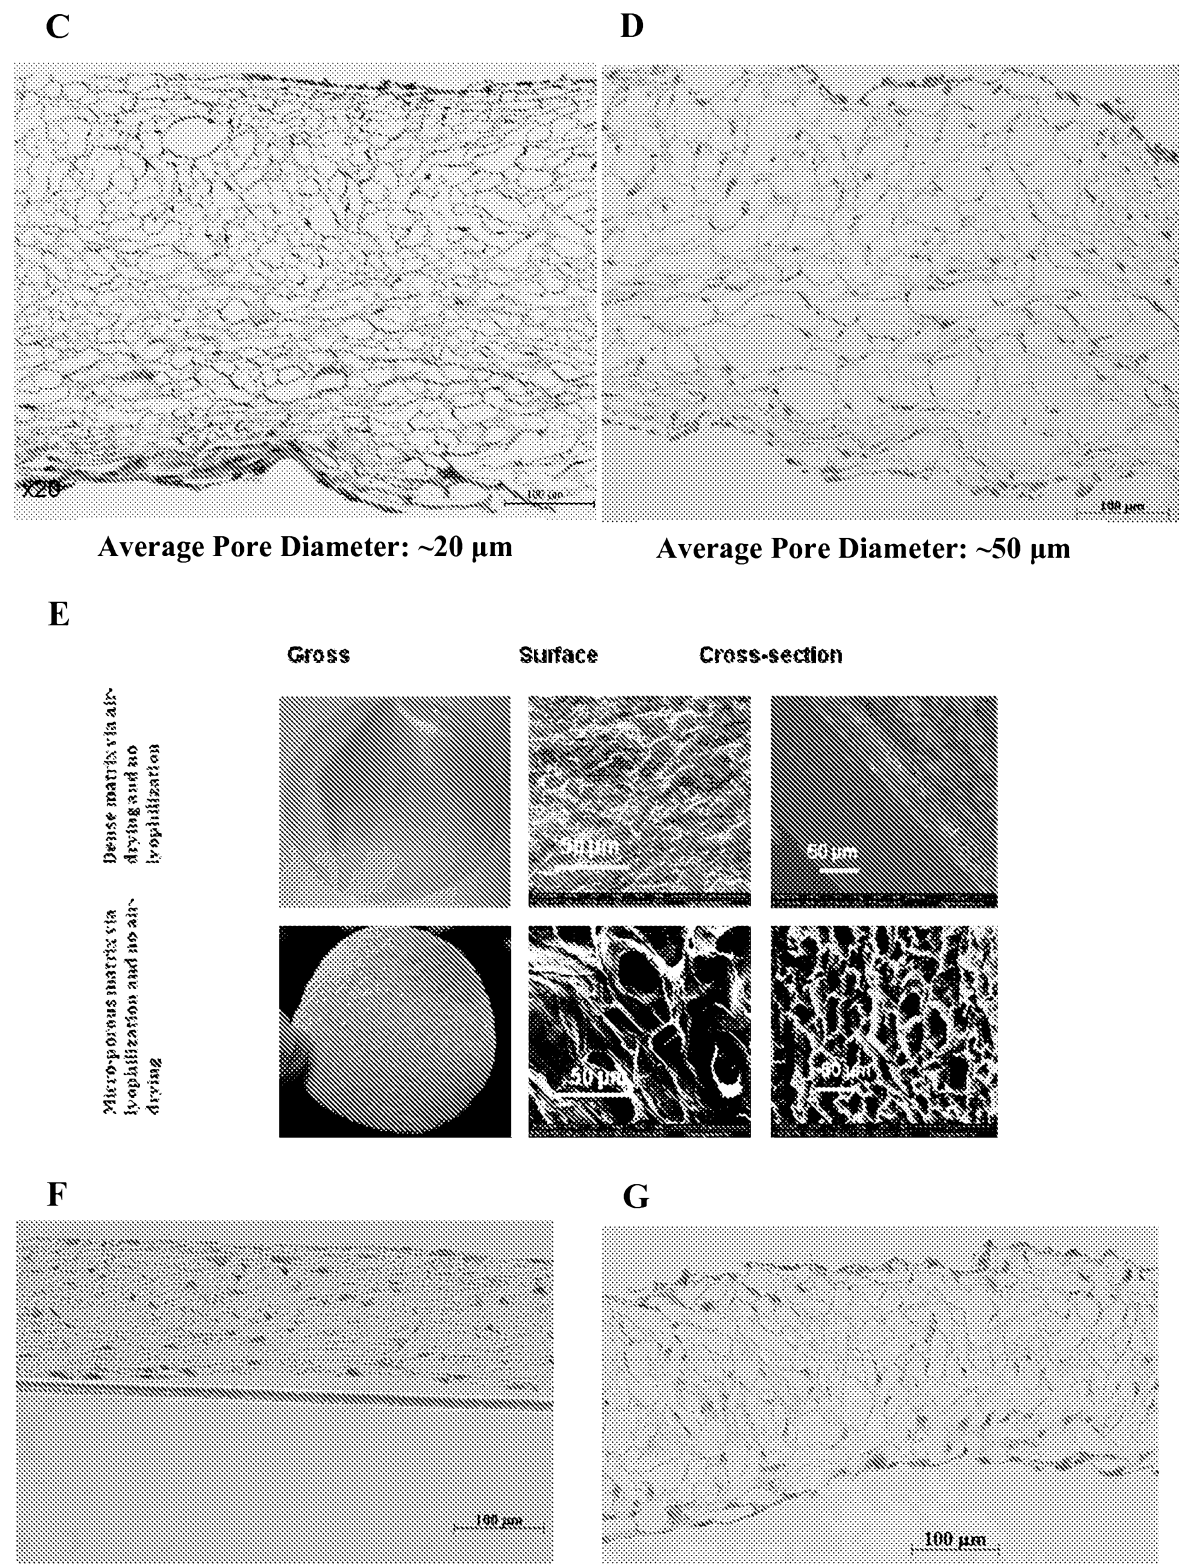 C
D
X20
100 µm
100 µm
Average Pore Diameter: ~20 µm
Average Pore Diameter: ~50 µm
E
Gross
Surface
Cross-section
Dense matrix via air-
drying and no
lyophilization
50 µm
50 µm
Micro-porous matrix via
lyophilization and no air-
drying
50 µm
50 µm
F
G
100 µm
100 µm